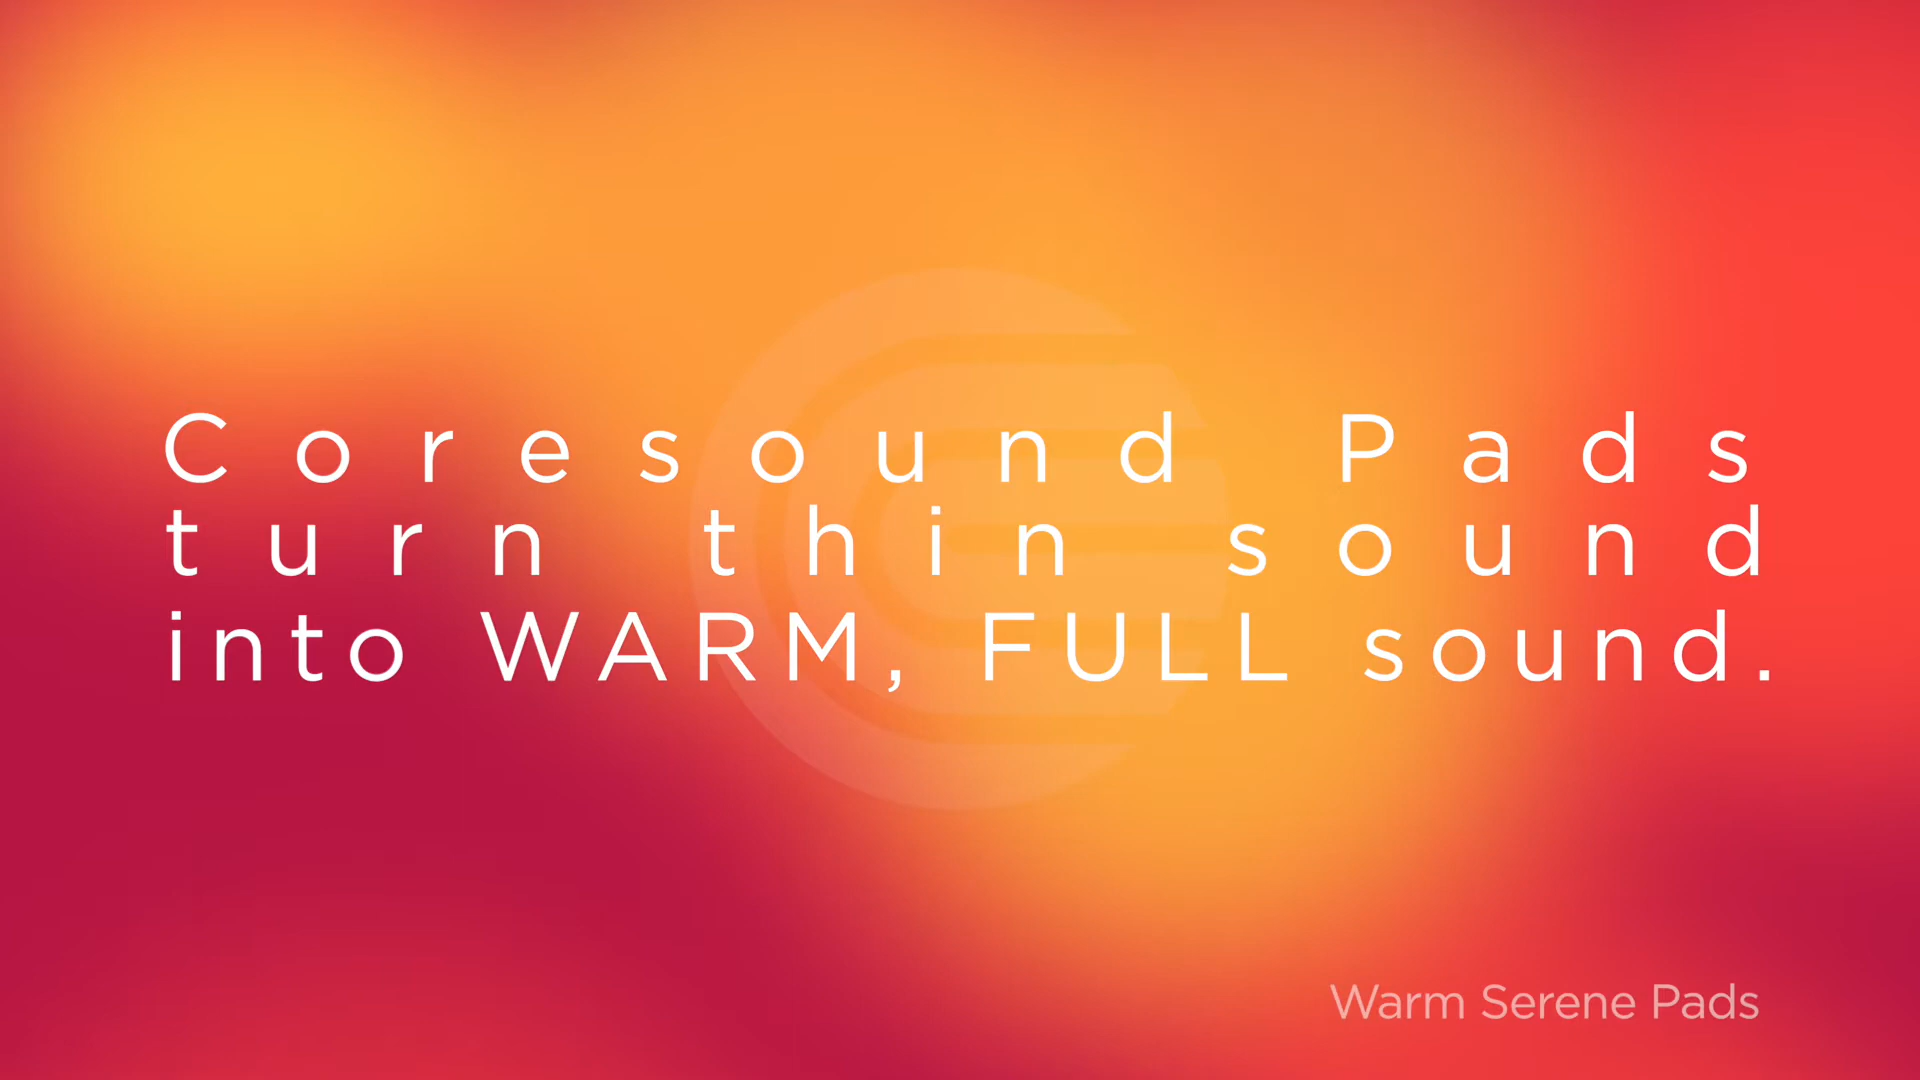 Coresound Pads
turn thin sound
into WARM, FULL sound.
Warm Serene Pads